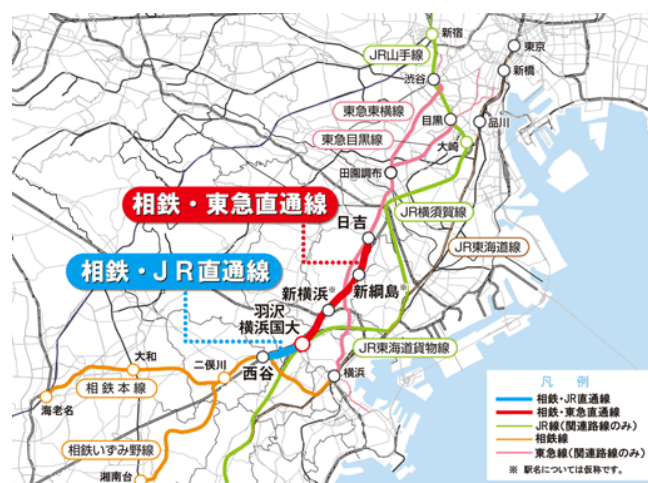 新宿
JR山手線
東京
渋谷
新橋
東急東横線
目黒
品川
東急目黒線
大崎
田園調布
相鉄・東急直通線
JR横須賀線
日吉
JR東海道線
相鉄・JR直通線
新横浜※
新綱島※
羽沢
横浜国大
大和
二俣川
西谷
JR東海道貨物線
横浜
相鉄本線
海老名
相鉄いずみ野線
湘南台
凡 例
相鉄・JR直通線
相鉄・東急直通線
JR線(関連路線のみ)
相鉄線
東急線(関連路線のみ)
※ 駅名については仮称です。